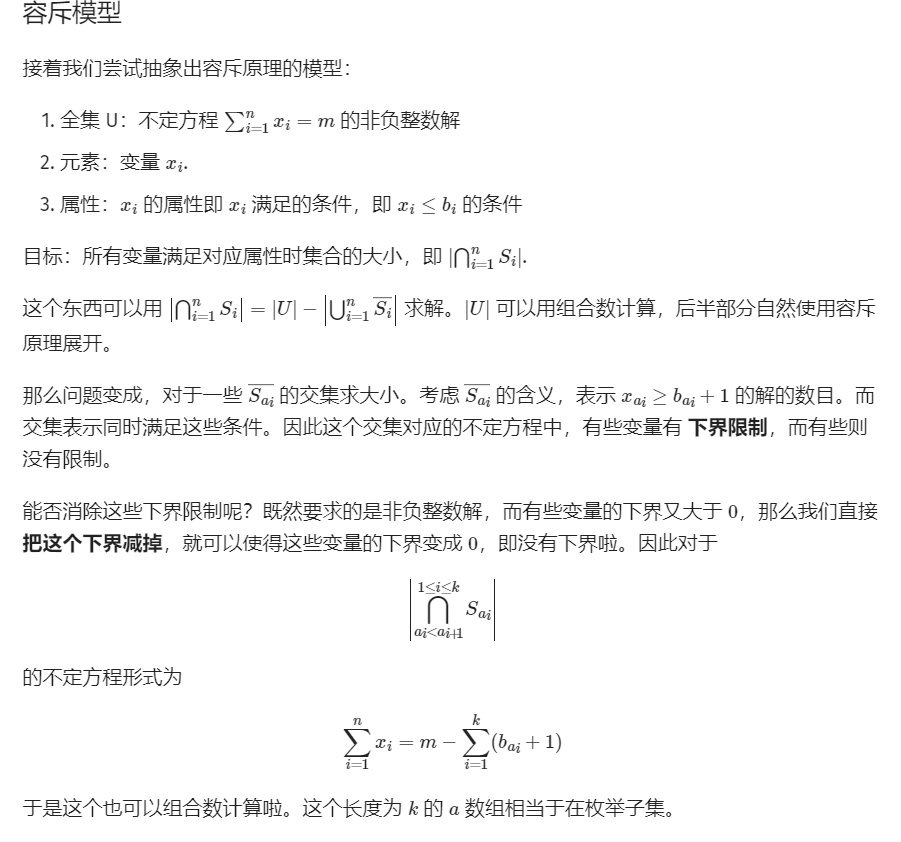 容斥模型
接着我们尝试抽象出容斥原理的模型：
1. 全集 U：不定方程 $\sum_{i=1}^{n} x_i = m$ 的非负整数解
2. 元素：变量 $x_i$.
3. 属性：$x_i$ 的属性即 $x_i$ 满足的条件，即 $x_i \leq b_i$ 的条件
目标：所有变量满足对应属性时集合的大小，即 $|\bigcap_{i=1}^{n} S_i|$.
这个东西可以用 $\left|\bigcap_{i=1}^{n} S_i\right| = |U| - \left|\bigcup_{i=1}^{n} \overline{S_i}\right|$ 求解。$|U|$ 可以用组合数计算，后半部分自然使用容斥
原理展开。
那么问题变成，对于一些 $\overline{S_{a_i}}$ 的交集求大小。考虑 $\overline{S_{a_i}}$ 的含义，表示 $x_{a_i} \geq b_{a_i} + 1$ 的解的数目。而
交集表示同时满足这些条件。因此这个交集对应的不定方程中，有些变量有 下界限制，而有些则
没有限制。
能否消除这些下界限制呢？既然要求的是非负整数解，而有些变量的下界又大于 $0$，那么我们直接
把这个下界减掉，就可以使得这些变量的下界变成 $0$，即没有下界啦。因此对于
$\left|\bigcap_{a_i<a_{i+1}}^{1\leq i\leq k} S_{a_i}\right|$
的不定方程形式为
$\sum_{i=1}^{n} x_i = m - \sum_{i=1}^{k} (b_{a_i} + 1)$
于是这个也可以组合数计算啦。这个长度为 $k$ 的 $a$ 数组相当于在枚举子集。